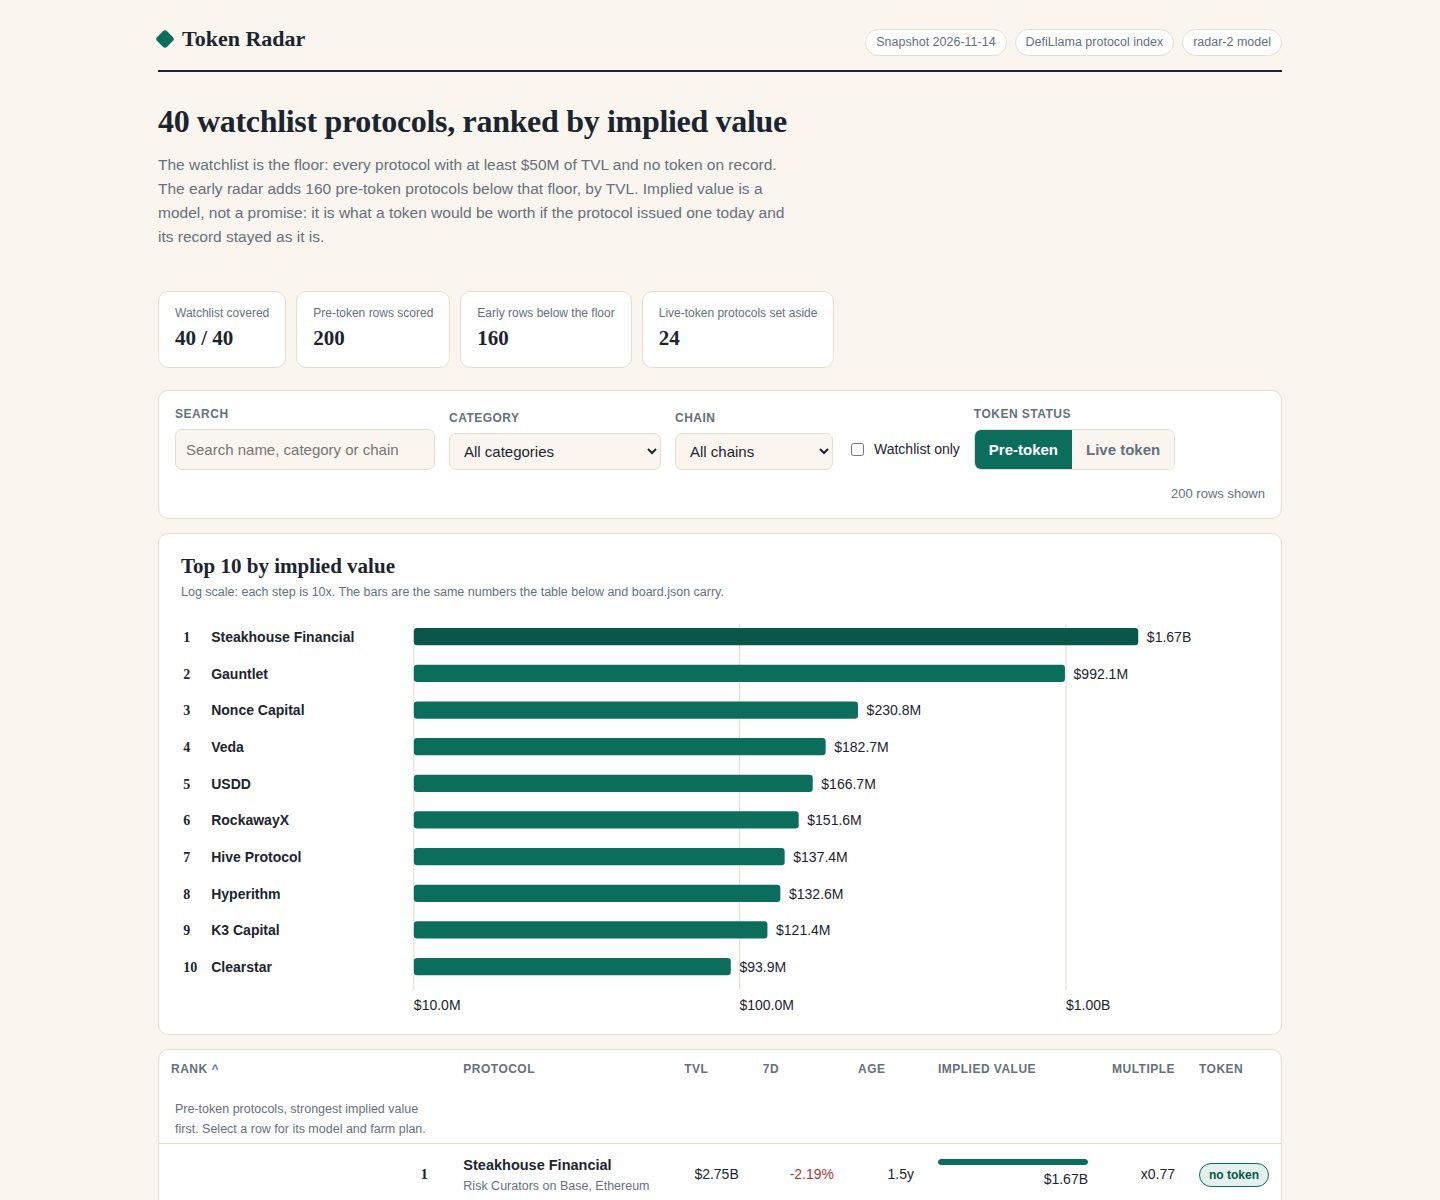 Token Radar
Snapshot 2026-11-14
DefiLlama protocol index
radar-2 model
40 watchlist protocols, ranked by implied value
The watchlist is the floor: every protocol with at least $50M of TVL and no token on record.
The early radar adds 160 pre-token protocols below that floor, by TVL. Implied value is a
model, not a promise: it is what a token would be worth if the protocol issued one today and
its record stayed as it is.
Watchlist covered
40 / 40
Pre-token rows scored
200
Early rows below the floor
160
Live-token protocols set aside
24
SEARCH
Search name, category or chain
CATEGORY
All categories
CHAIN
All chains
Watchlist only
TOKEN STATUS
Pre-token
Live token
200 rows shown
Top 10 by implied value
Log scale: each step is 10x. The bars are the same numbers the table below and board.json carry.
1 Steakhouse Financial $1.67B
2 Gauntlet $992.1M
3 Nonce Capital $230.8M
4 Veda $182.7M
5 USDD $166.7M
6 RockawayX $151.6M
7 Hive Protocol $137.4M
8 Hyperithm $132.6M
9 K3 Capital $121.4M
10 Clearstar $93.9M
$10.0M $100.0M $1.00B
RANK ^ PROTOCOL TVL 7D AGE IMPLIED VALUE MULTIPLE TOKEN
Pre-token protocols, strongest implied value
first. Select a row for its model and farm plan.
1 Steakhouse Financial $2.75B -2.19% 1.5y $1.67B x0.77 no token
Risk Curators on Base, Ethereum